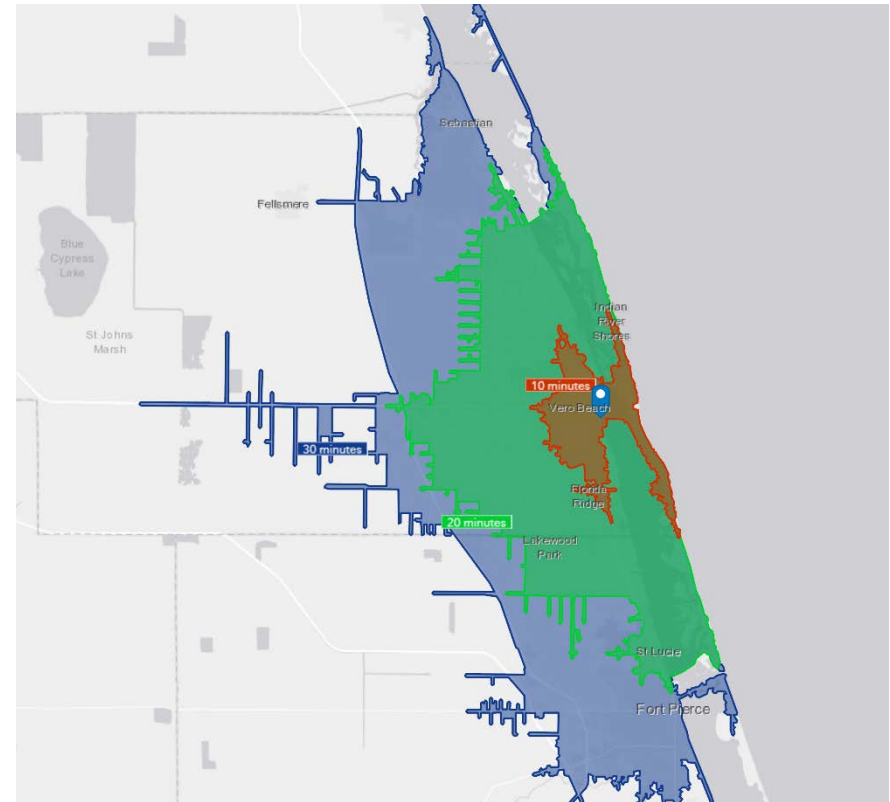 Sebastian
Fellsmere
Blue
Cypress
Lake
Indian
River
Shores
St Johns
Marsh
10 minutes
Vero Beach
30 minutes
Florida
Ridge
20 minutes
Lakewood
Park
St Lucie
Fort Pierce